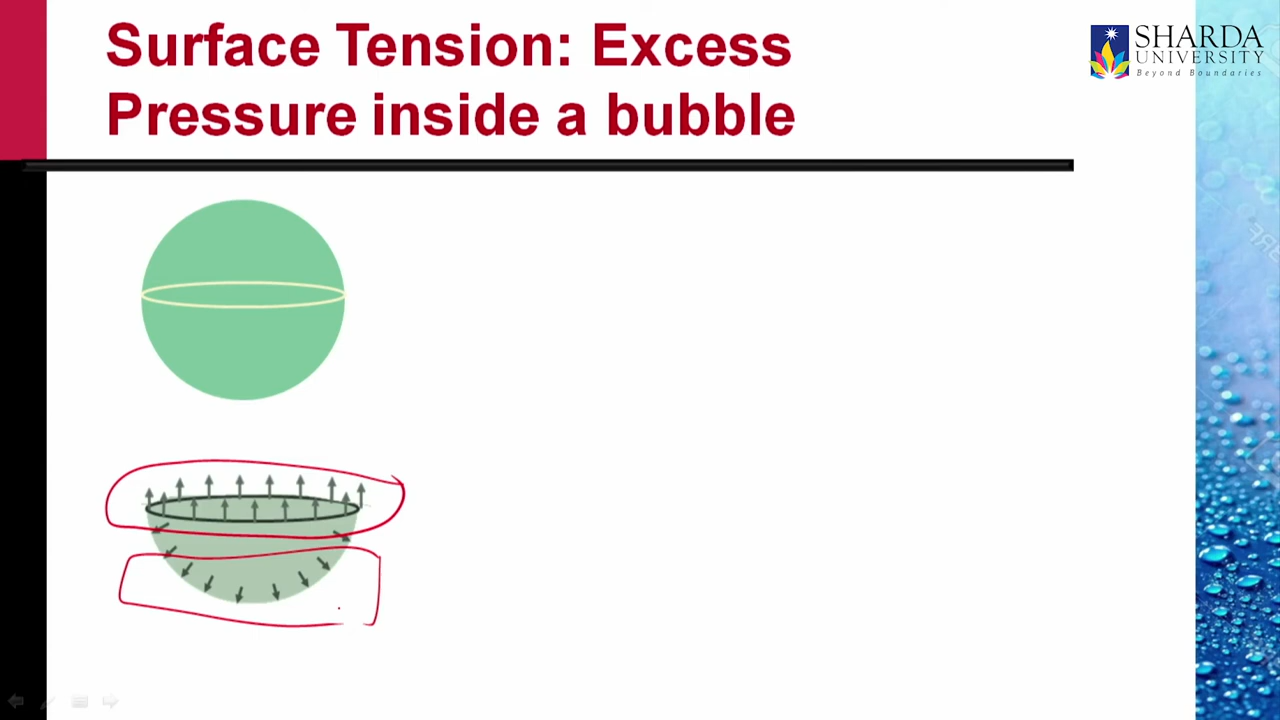 Surface Tension: Excess
Pressure inside a bubble
SHARDA
UNIVERSITY
Beyond Boundaries